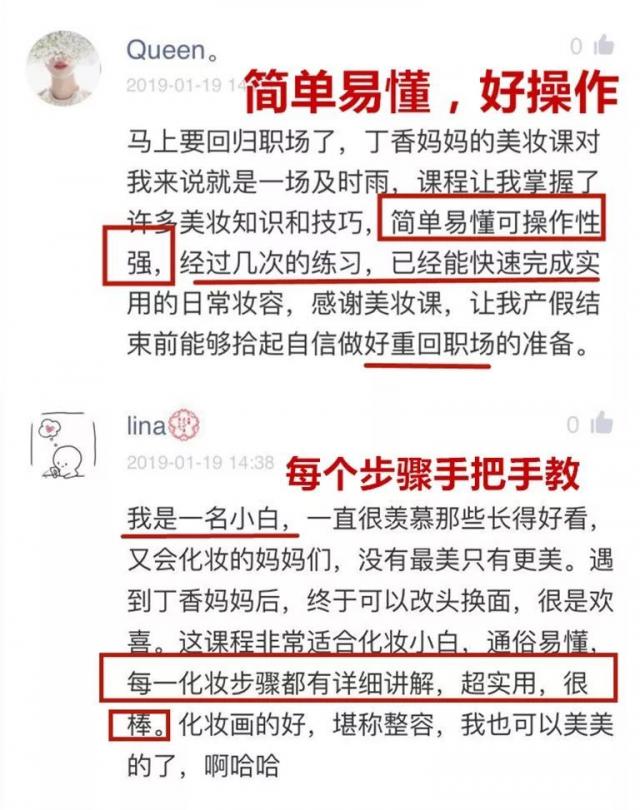 Queen。
0
2019-01-19 14
简单易懂，好操作
马上要回归职场了，丁香妈妈的美妆课对
我来说就是一场及时雨，课程让我掌握了
许多美妆知识和技巧，简单易懂可操作性
强，经过几次的练习，已经能快速完成实
用的日常妆容，感谢美妆课，让我产假结
束前能够拾起自信做好重回职场的准备。
lina
0
2019-01-19 14:38
每个步骤手把手教
我是一名小白，一直很羡慕那些长得好看，
又会化妆的妈妈们，没有最美只有更美。遇
到丁香妈妈后，终于可以改头换面，很是欢
喜。这课程非常适合化妆小白，通俗易懂，
每一化妆步骤都有详细讲解，超实用，很
棒。化妆画的好，堪称整容，我也可以美美
的了，啊哈哈